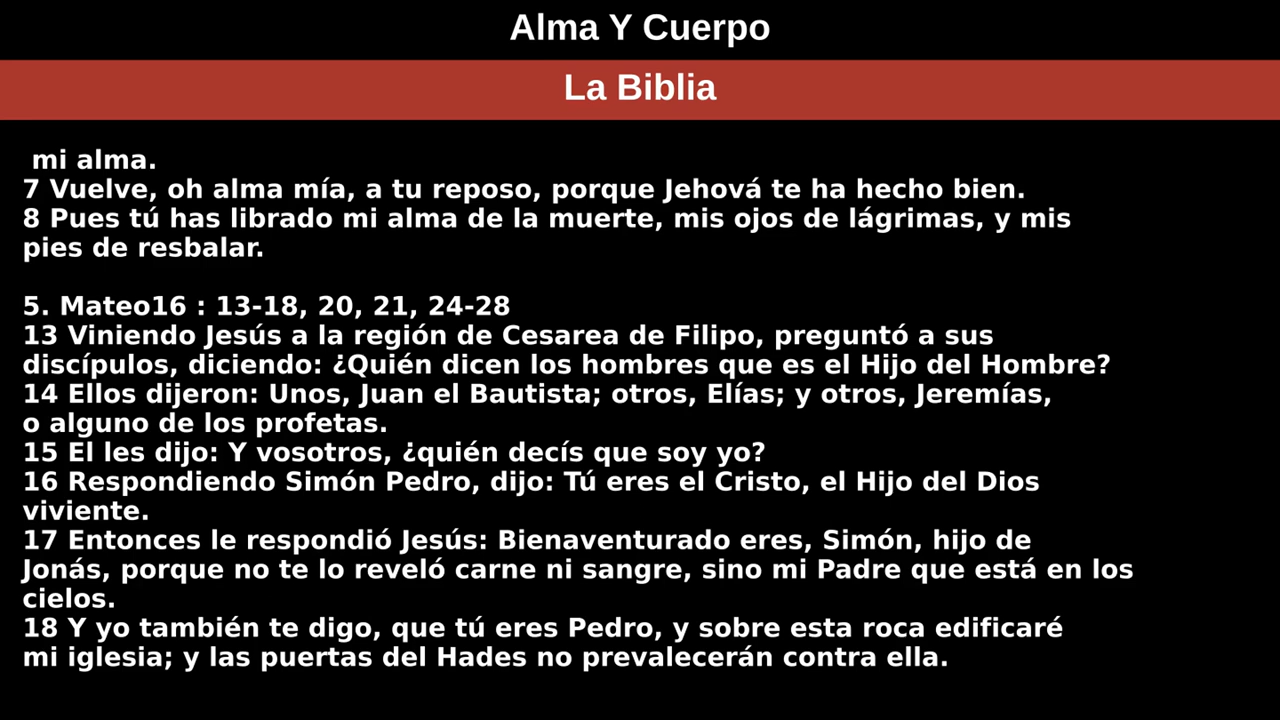 Alma Y Cuerpo
La Biblia
mi alma.
7 Vuelve, oh alma mía, a tu reposo, porque Jehová te ha hecho bien.
8 Pues tú has librado mi alma de la muerte, mis ojos de lágrimas, y mis
pies de resbalar.
5. Mateo16 : 13-18, 20, 21, 24-28
13 Viniendo Jesús a la región de Cesarea de Filipo, preguntó a sus
discípulos, diciendo: ¿Quién dicen los hombres que es el Hijo del Hombre?
14 Ellos dijeron: Unos, Juan el Bautista; otros, Elías; y otros, Jeremías,
o alguno de los profetas.
15 El les dijo: Y vosotros, ¿quién decís que soy yo?
16 Respondiendo Simón Pedro, dijo: Tú eres el Cristo, el Hijo del Dios
viviente.
17 Entonces le respondió Jesús: Bienaventurado eres, Simón, hijo de
Jonás, porque no te lo reveló carne ni sangre, sino mi Padre que está en los
cielos.
18 Y yo también te digo, que tú eres Pedro, y sobre esta roca edificaré
mi iglesia; y las puertas del Hades no prevalecerán contra ella.